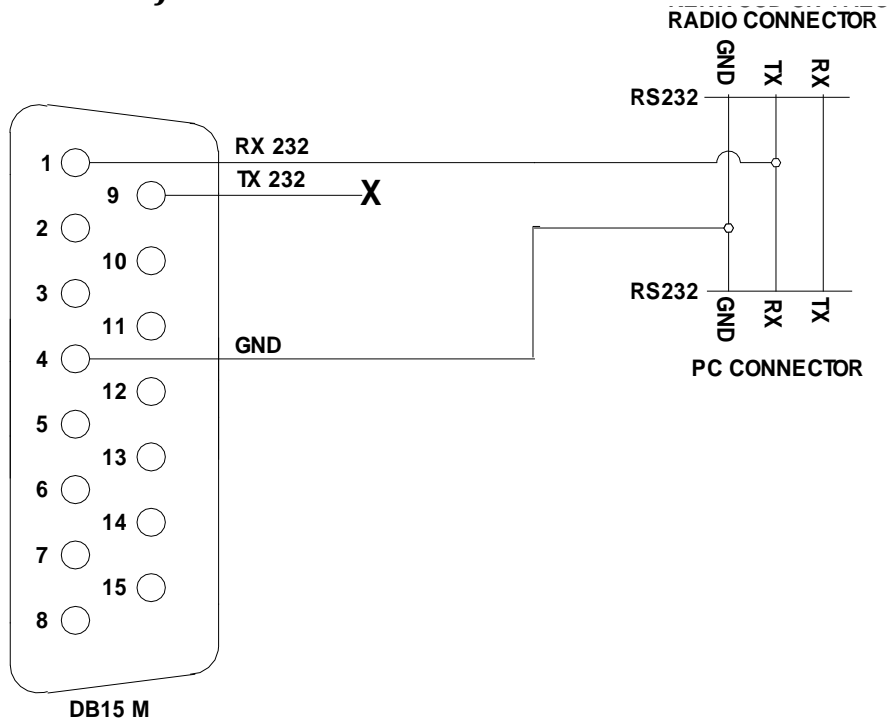 RADIO CONNECTOR
GND
TX
RX
RS232
1
RX 232
9
TX 232
X
2
10
3
RS232
11
GND
RX
TX
4
GND
PC CONNECTOR
12
5
13
6
14
7
15
8
DB15 M